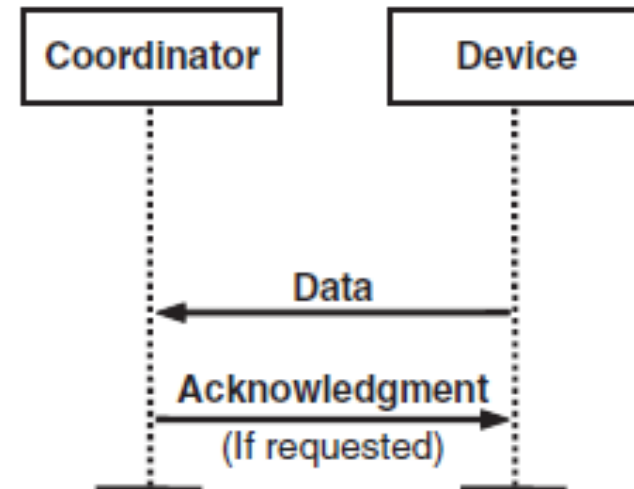 Coordinator
Device
Data
Acknowledgment
(If requested)